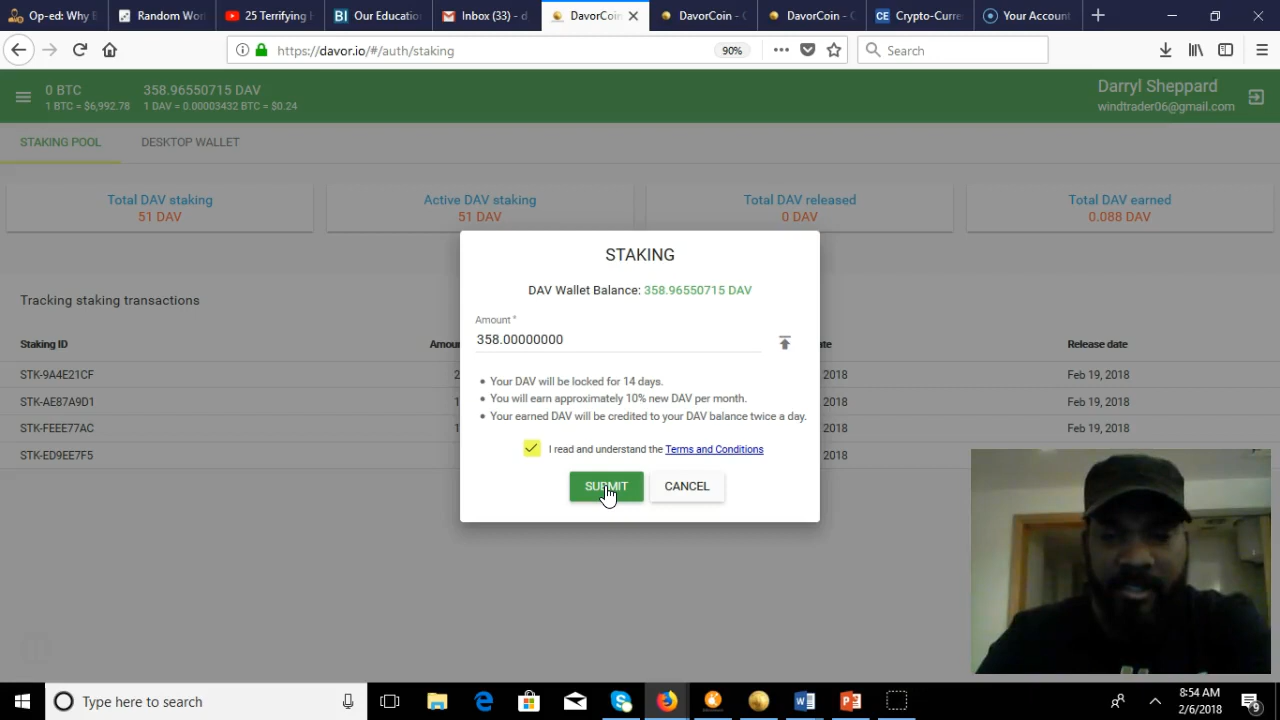 Op-ed: Why B
Random Wor
25 Terrifying H
Our Education
Inbox (33) - d
DavorCoin
DavorCoin - C
DavorCoin - C
Crypto-Curre
Your Account
https://davor.io/#/auth/staking
90%
Search
0 BTC
1 BTC = $6,992.78
358.96550715 DAV
1 DAV = 0.00003432 BTC = $0.24
Darryl Sheppard
windtrader06@gmail.com
STAKING POOL
DESKTOP WALLET
Total DAV staking
51 DAV
Active DAV staking
51 DAV
Total DAV released
0 DAV
Total DAV earned
0.088 DAV
STAKING
DAV Wallet Balance: 358.96550715 DAV
Amount *
358.00000000
• Your DAV will be locked for 14 days.
• You will earn approximately 10% new DAV per month.
• Your earned DAV will be credited to your DAV balance twice a day.
I read and understand the Terms and Conditions
SUBMIT
CANCEL
Tracking staking transactions
Staking ID
Release date
STK-9A4E21CF
2018
Feb 19, 2018
STK-AE87A9D1
2018
Feb 19, 2018
STK-FEEE77AC
2018
Feb 19, 2018
STK-ED9EE7F5
2018
Feb 19, 2018
Type here to search
8:54 AM
2/6/2018